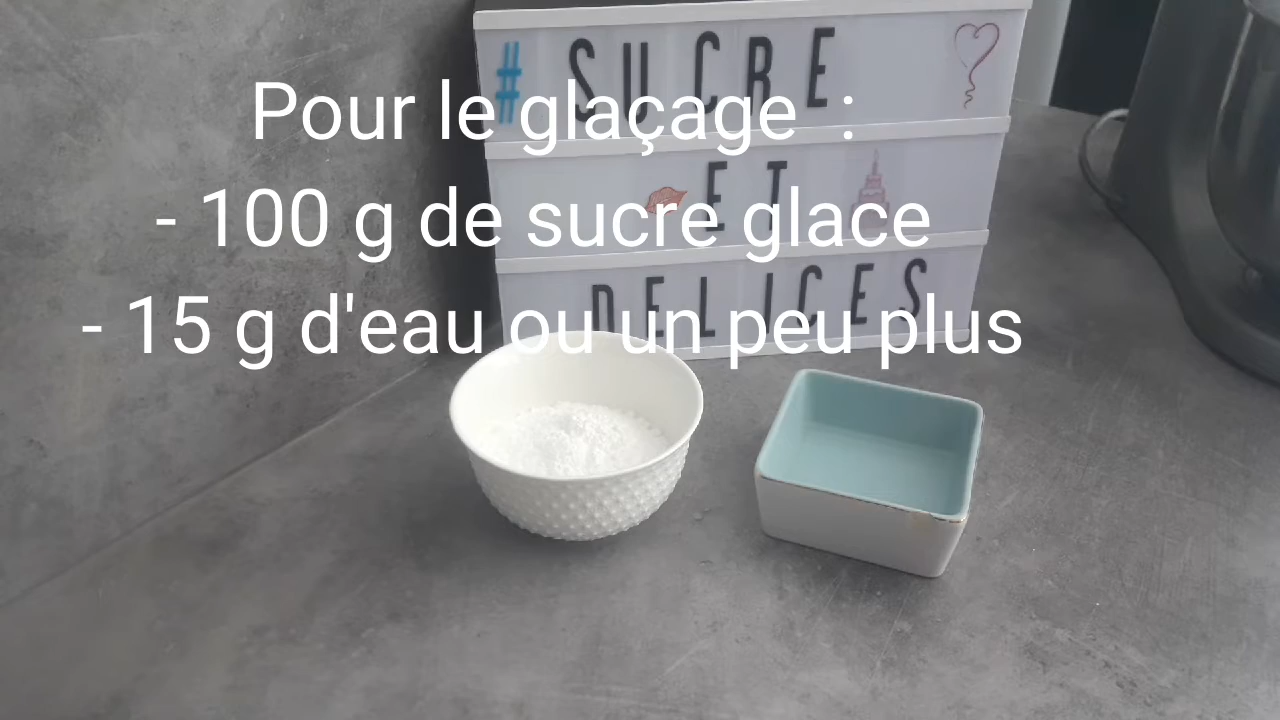 # SUCRE
ET
DELICES
Pour le glaçage :
- 100 g de sucre glace
- 15 g d'eau ou un peu plus